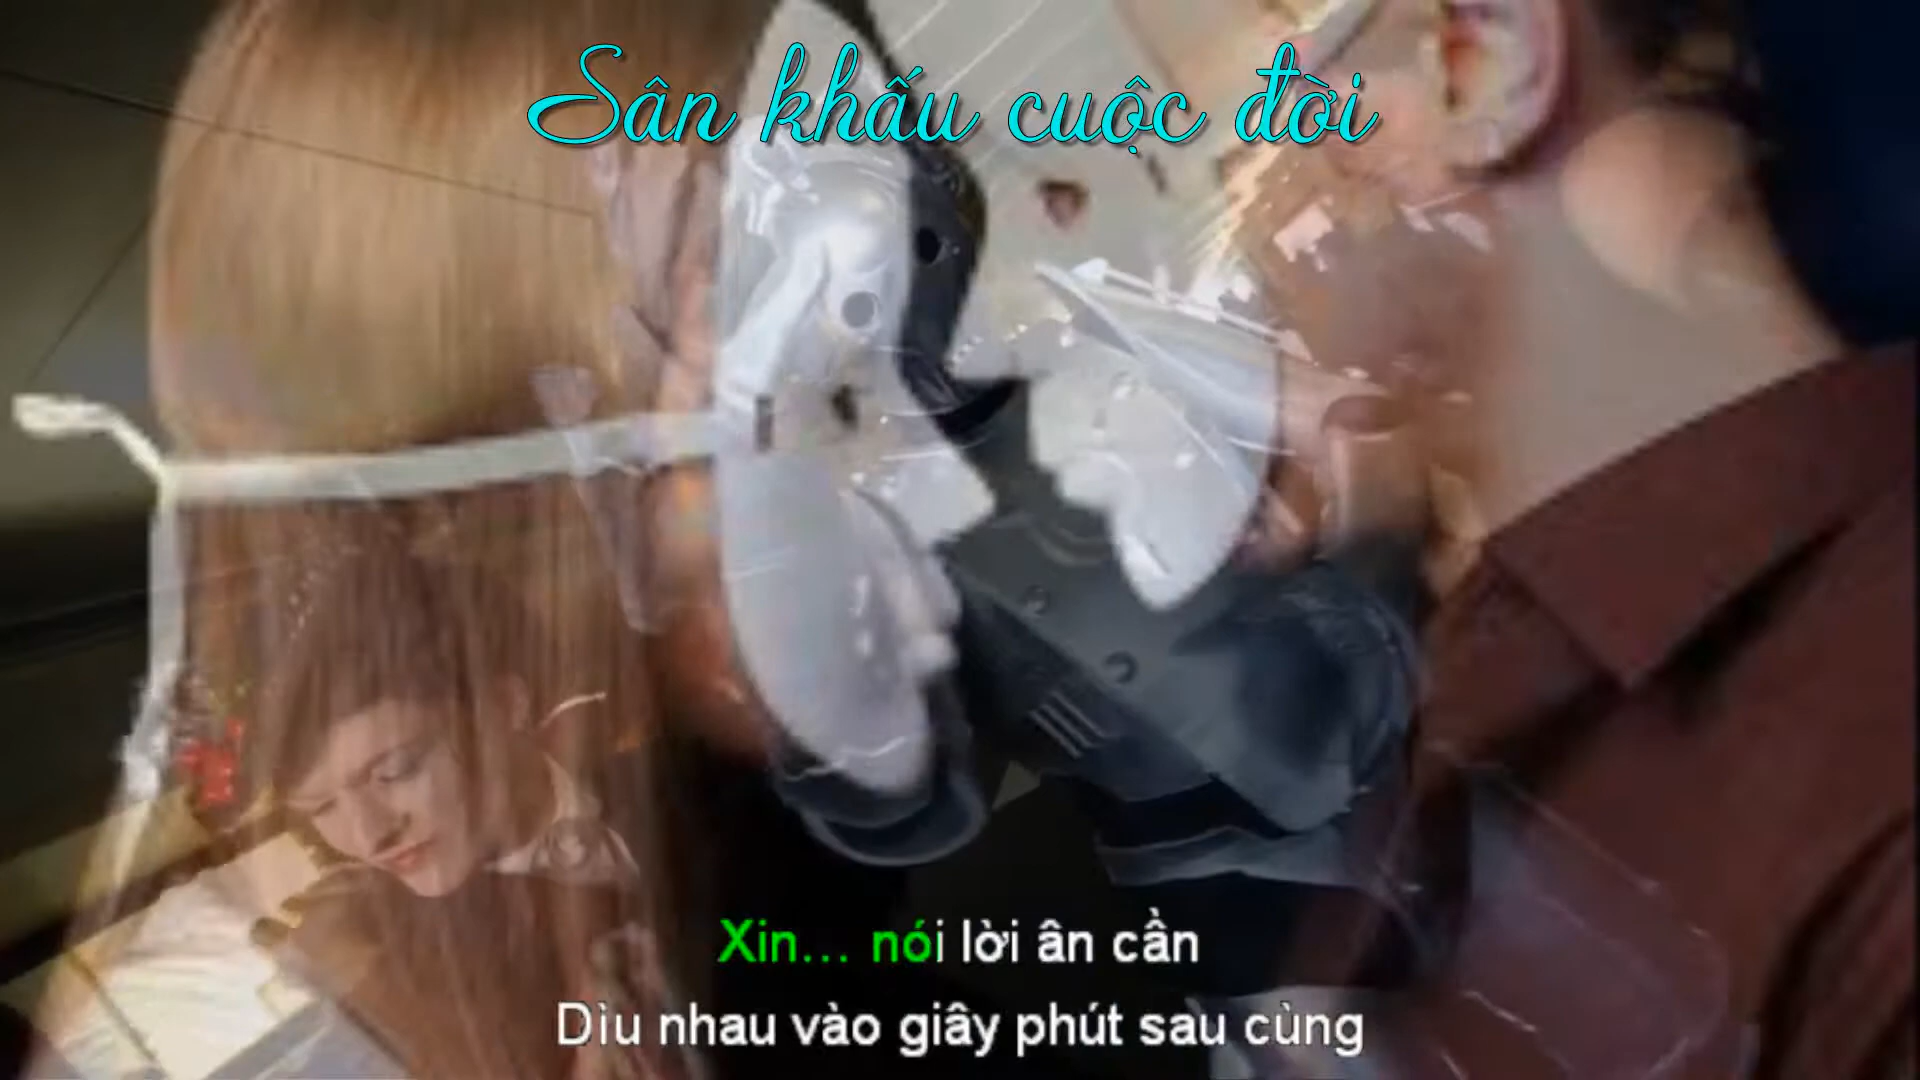 Sân khấu cuộc đời
Xin... nói lời ân cần
Dìu nhau vào giây phút sau cùng